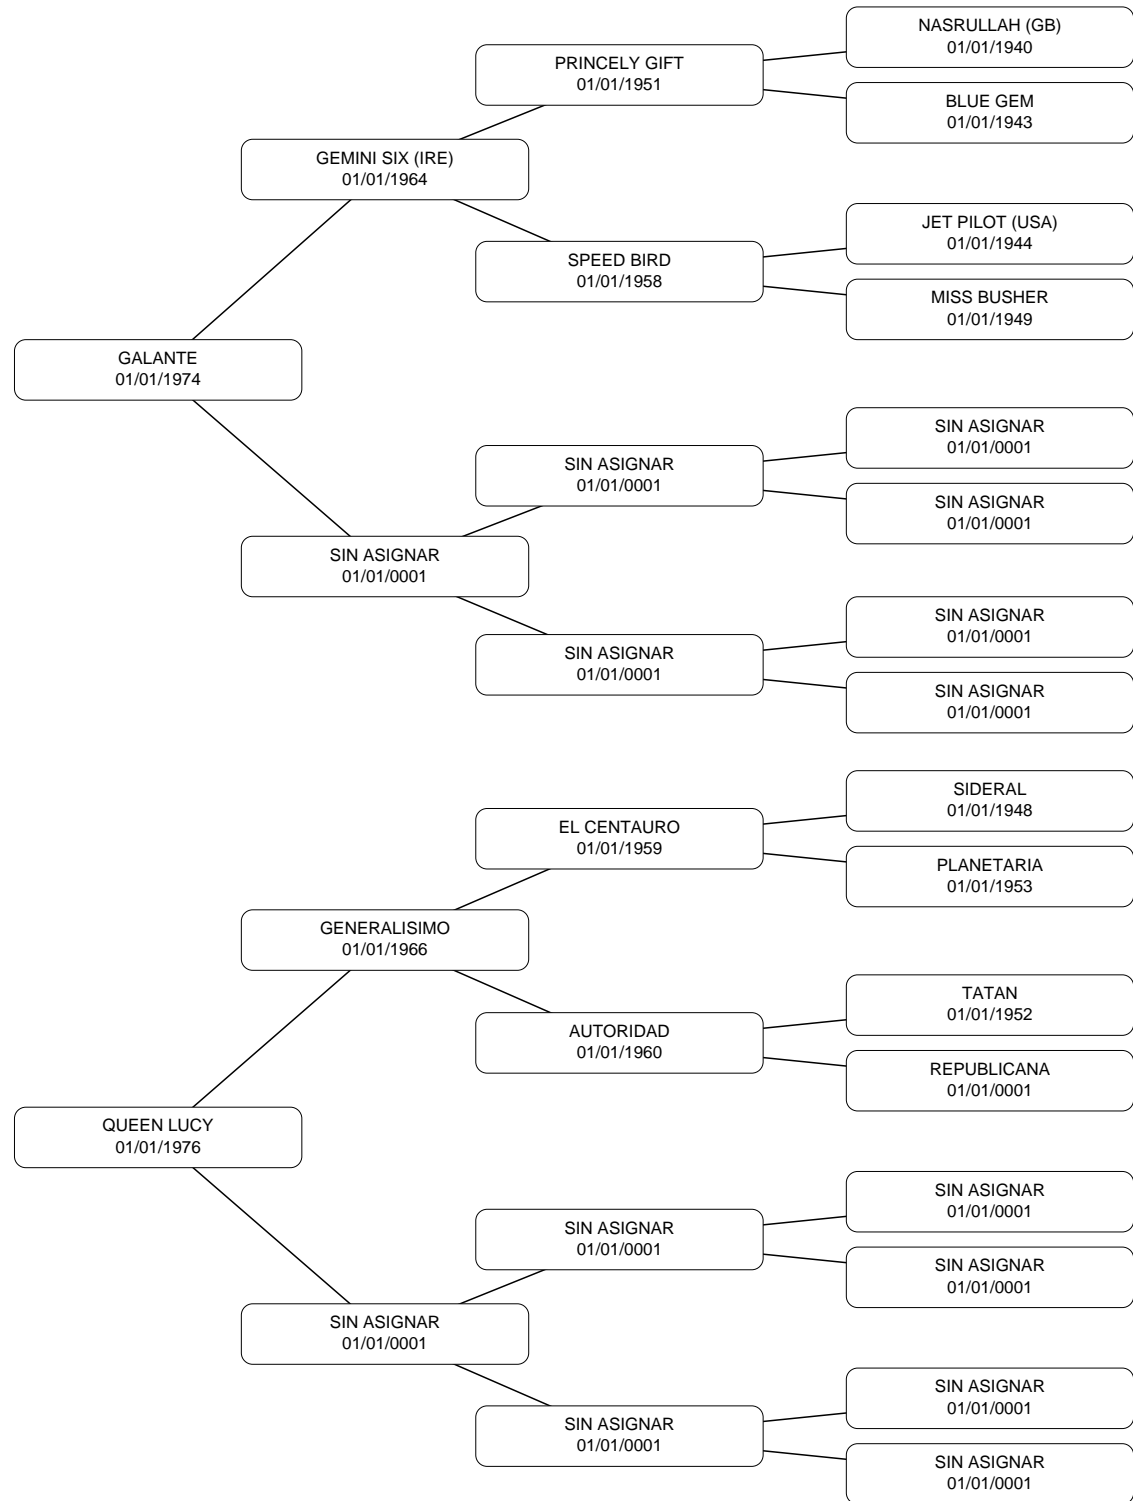 NASRULLAH (GB)
01/01/1940
PRINCELY GIFT
01/01/1951
BLUE GEM
01/01/1943
GEMINI SIX (IRE)
01/01/1964
JET PILOT (USA)
01/01/1944
SPEED BIRD
01/01/1958
MISS BUSHER
01/01/1949
GALANTE
01/01/1974
SIN ASIGNAR
01/01/0001
SIN ASIGNAR
01/01/0001
SIN ASIGNAR
01/01/0001
SIN ASIGNAR
01/01/0001
SIN ASIGNAR
01/01/0001
SIN ASIGNAR
01/01/0001
SIN ASIGNAR
01/01/0001
SIDERAL
01/01/1948
EL CENTAURO
01/01/1959
PLANETARIA
01/01/1953
GENERALISIMO
01/01/1966
TATAN
01/01/1952
AUTORIDAD
01/01/1960
REPUBLICANA
01/01/0001
QUEEN LUCY
01/01/1976
SIN ASIGNAR
01/01/0001
SIN ASIGNAR
01/01/0001
SIN ASIGNAR
01/01/0001
SIN ASIGNAR
01/01/0001
SIN ASIGNAR
01/01/0001
SIN ASIGNAR
01/01/0001
SIN ASIGNAR
01/01/0001